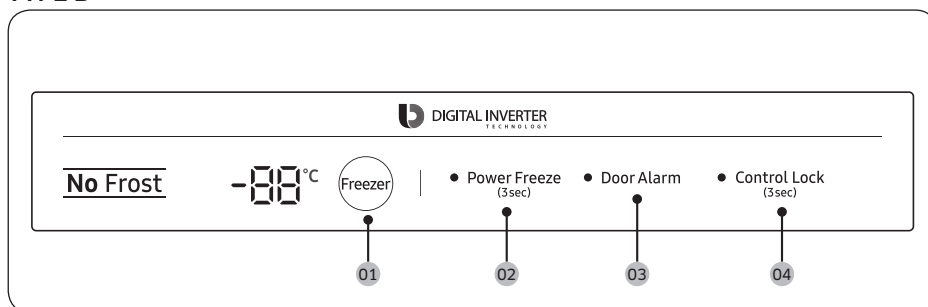 DIGITAL INVERTER
TECHNOLOGY
No Frost
-88°C
Freezer
Power Freeze
(3sec)
Door Alarm
Control Lock
(3sec)
01
02
03
04